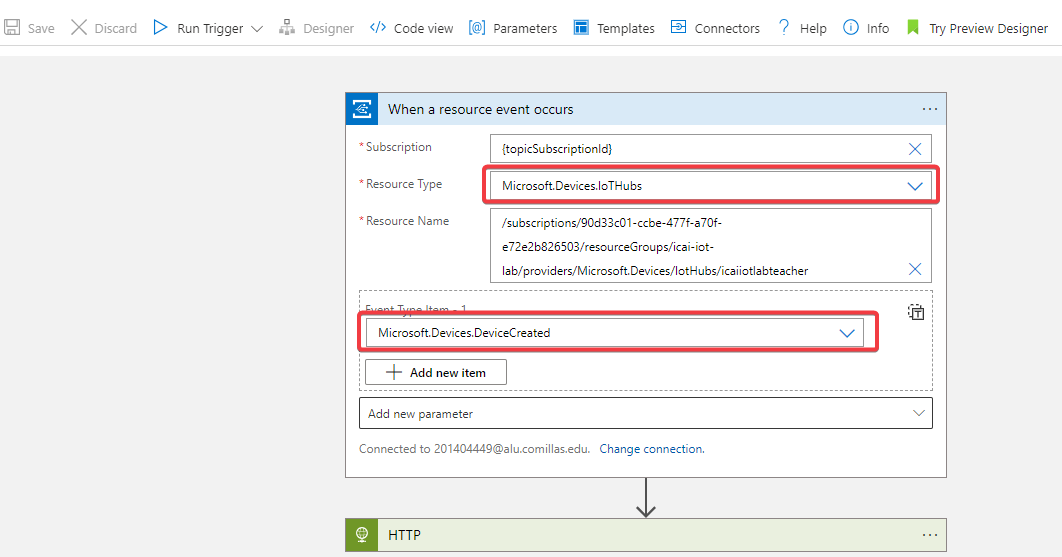 Save Discard Run Trigger Designer Code view Parameters Templates Connectors Help Info Try Preview Designer
When a resource event occurs
* Subscription {topicSubscriptionId}
* Resource Type Microsoft.Devices.IoTHubs
* Resource Name /subscriptions/90d33c01-ccbe-477f-a70f-
e72e2b826503/resourceGroups/icai-iot-
lab/providers/Microsoft.Devices/IotHubs/icaiiotlabteacher
Event Type Item - 1
Microsoft.Devices.DeviceCreated
Add new item
Add new parameter
Connected to 201404449@alu.comillas.edu. Change connection.
HTTP